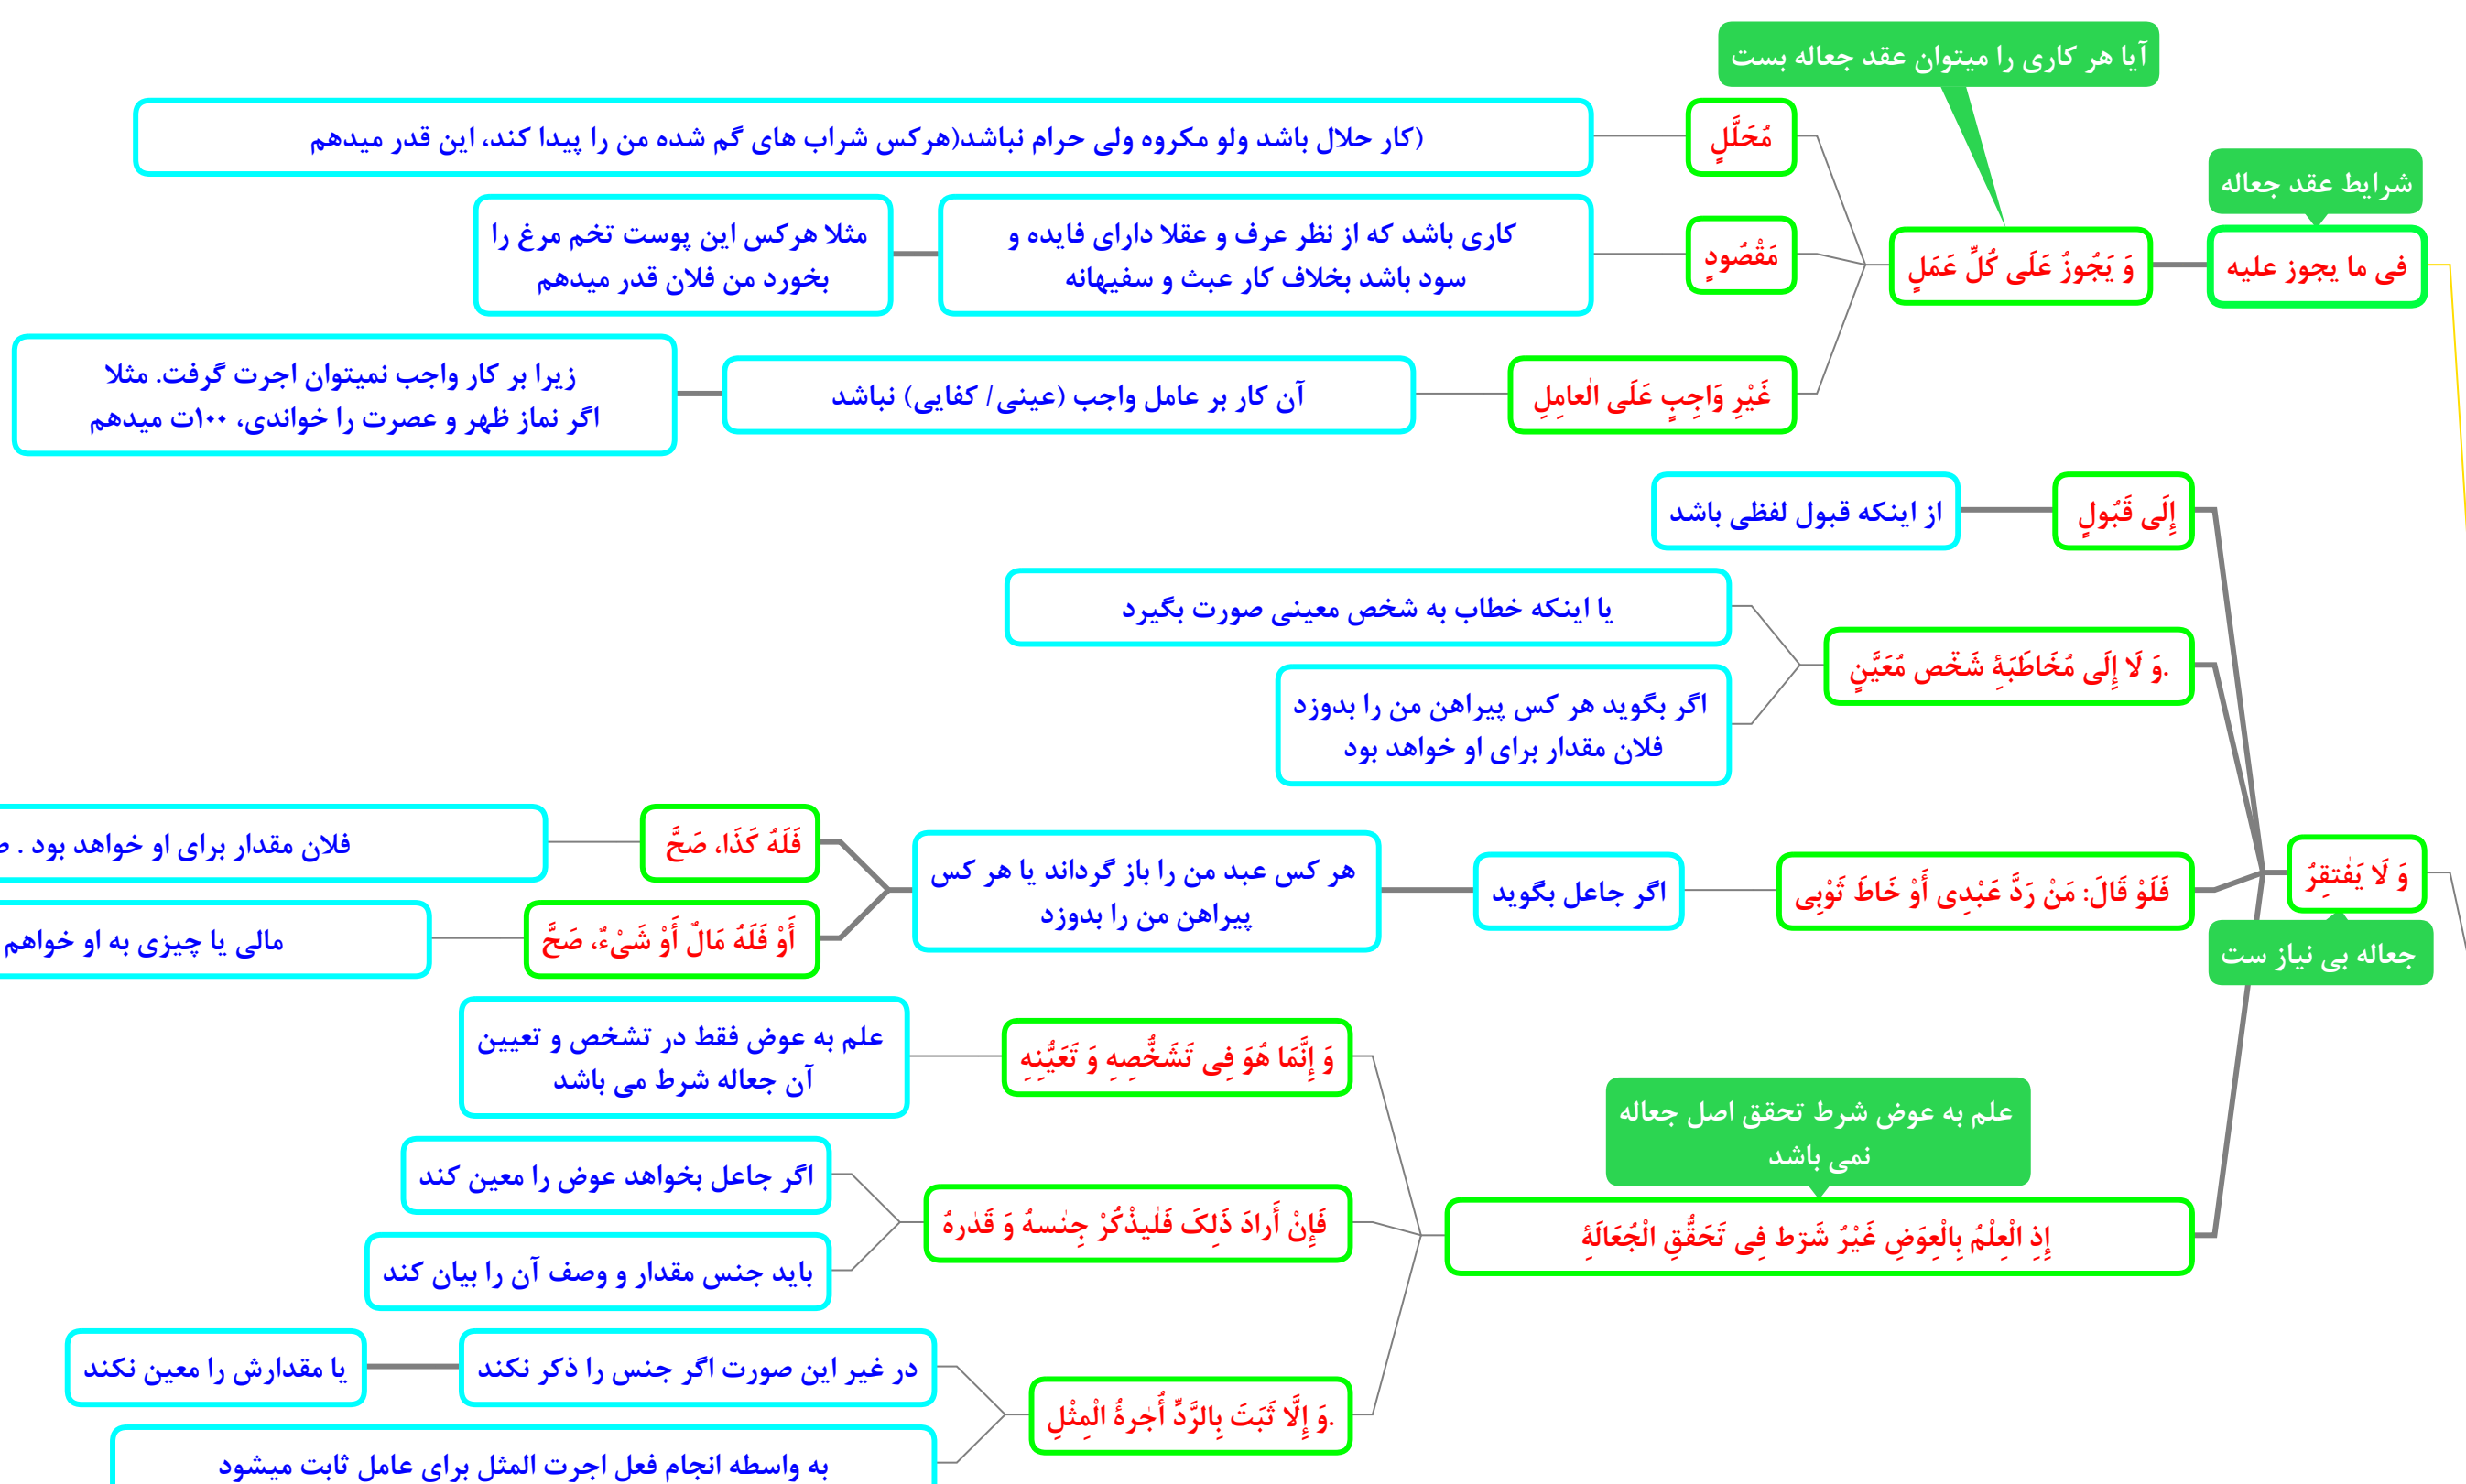 آیا هر کاری را میتوان عقد جعاله بست
شرایط عقد جعاله
فی ما یجوز علیه
وَ یَجُوزُ عَلَی کُلِّ عَمَلٍ
مُحَلَّلٍ
(کار حلال باشد ولو مکروه ولی حرام نباشد(هرکس شراب های گم شده من را پیدا کند، این قدر میدهم
مَقْصُودٍ
کاری باشد که از نظر عرف و عقلا دارای فایده و
سود باشد بخلاف کار عبث و سفیهانه
مثلا هرکس این پوست تخم مرغ را
بخورد من فلان قدر میدهم
غَیْرِ وَاجِبٍ عَلَی الْعامِلِ
آن کار بر عامل واجب (عینی/ کفایی) نباشد
زیرا بر کار واجب نمیتوان اجرت گرفت. مثلا
اگر نماز ظهر و عصرت را خواندی، ۱۰۰ت میدهم
وَ لَا یَفْتقِرُ
جعاله بی نیاز ست
إِلَی قَبُولٍ
از اینکه قبول لفظی باشد
.وَ لَا إِلَی مُخَاطَبَةِ شَخْص مُعَیَّنٍ
یا اینکه خطاب به شخص معینی صورت بگیرد
اگر بگوید هر کس پیراهن من را بدوزد
فلان مقدار برای او خواهد بود
فَلَوْ قَالَ: مَنْ رَدَّ عَبْدِی أَوْ خَاطَ ثَوْبِی
اگر جاعل بگوید
هر کس عبد من را باز گرداند یا هر کس
پیراهن من را بدوزد
فَلَهُ کَذَا، صَحَّ
فلان مقدار برای او خواهد بود .
أَوْ فَلَهُ مَالٌ أَوْ شَیْءٌ، صَحَّ
مالی یا چیزی به او خواهم
علم به عوض شرط تحقق اصل جعاله
نمی باشد
إِذِ الْعِلْمُ بِالْعِوَضِ غَیْرُ شَرْط فِی تَحَقُّقِ الْجُعَالَةِ
وَ إِنَّمَا هُوَ فِی تَشَخُّصِهِ وَ تَعَیُّنِهِ
علم به عوض فقط در تشخص و تعیین
آن جعاله شرط می باشد
فَإِنْ أَرادَ ذَلِکَ فَلْیذْکُرْ جِنْسهُ وَ قَدْرهُ
اگر جاعل بخواهد عوض را معین کند
باید جنس مقدار و وصف آن را بیان کند
.وَ إِلَّا ثَبَتَ بِالرَّدِّ أُجْرةُ الْمِثْلِ
در غیر این صورت اگر جنس را ذکر نکند
یا مقدارش را معین نکند
به واسطه انجام فعل اجرت المثل برای عامل ثابت میشود